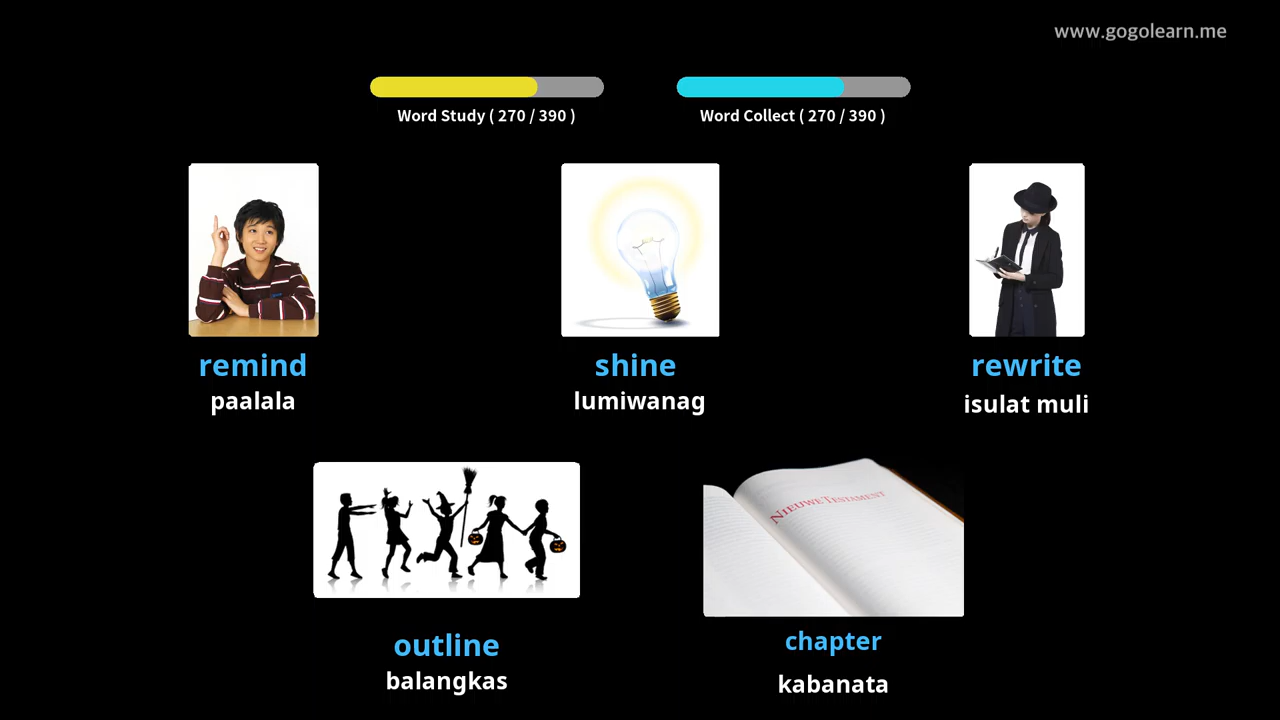 www.gogolearn.me
Word Study ( 270 / 390 )
Word Collect ( 270 / 390 )
remind
paalala
shine
lumiwanag
rewrite
isulat muli
NIEUWE TESTAMENT
outline
balangkas
chapter
kabanata